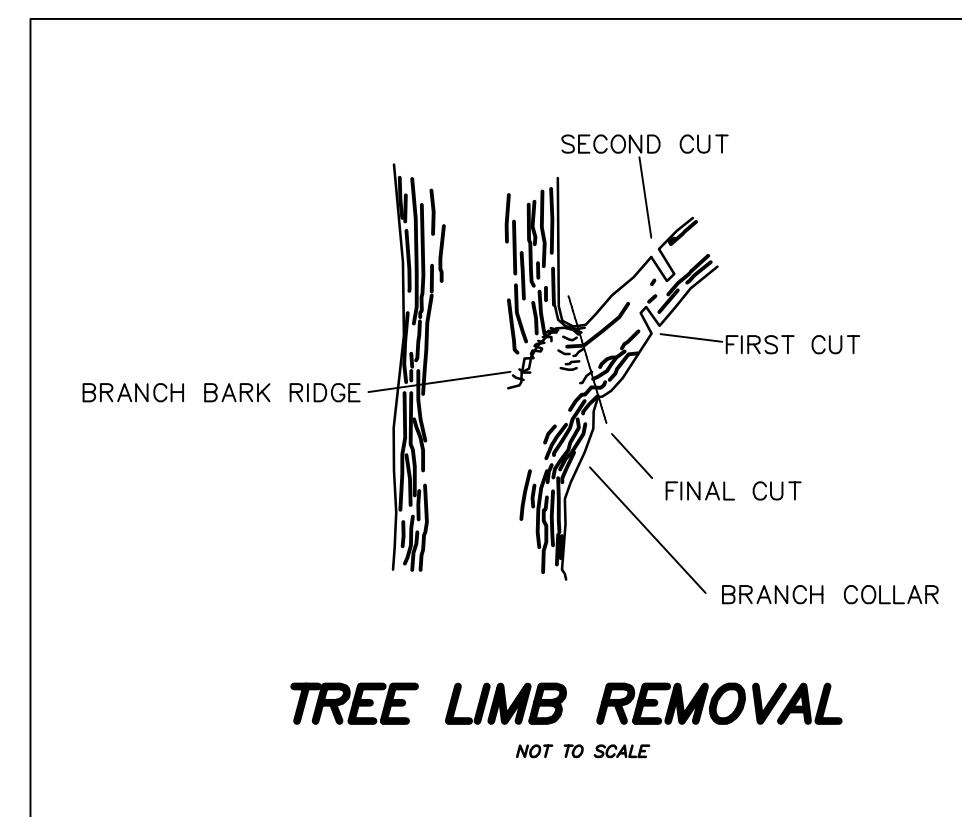 SECOND CUT
FIRST CUT
BRANCH BARK RIDGE
FINAL CUT
BRANCH COLLAR
TREE LIMB REMOVAL
NOT TO SCALE